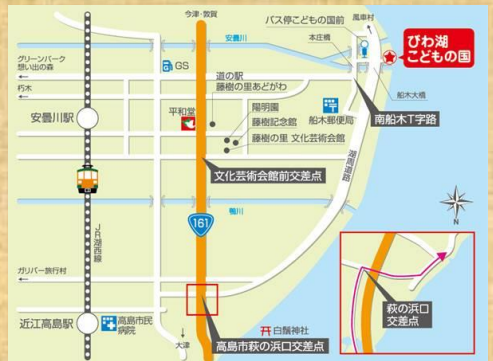 今津・敦賀
風車村
バス停こどもの国前
本庄橋
安曇川
びわ湖
こどもの国
グリーンパーク
想い出の森
GS
道の駅
藤樹の里あどがわ
船木大橋
朽木
平和堂
陽明園
船木郵便局
安曇川駅
藤樹記念館
南船木T字路
藤樹の里 文化芸術会館
湖周道路
文化芸術会館前交差点
鴨川
161
JR湖西線
N
ガリバー旅行村
萩の浜口
交差点
近江高島駅
高島市民
病院
白鬚神社
大津
高島市萩の浜口交差点